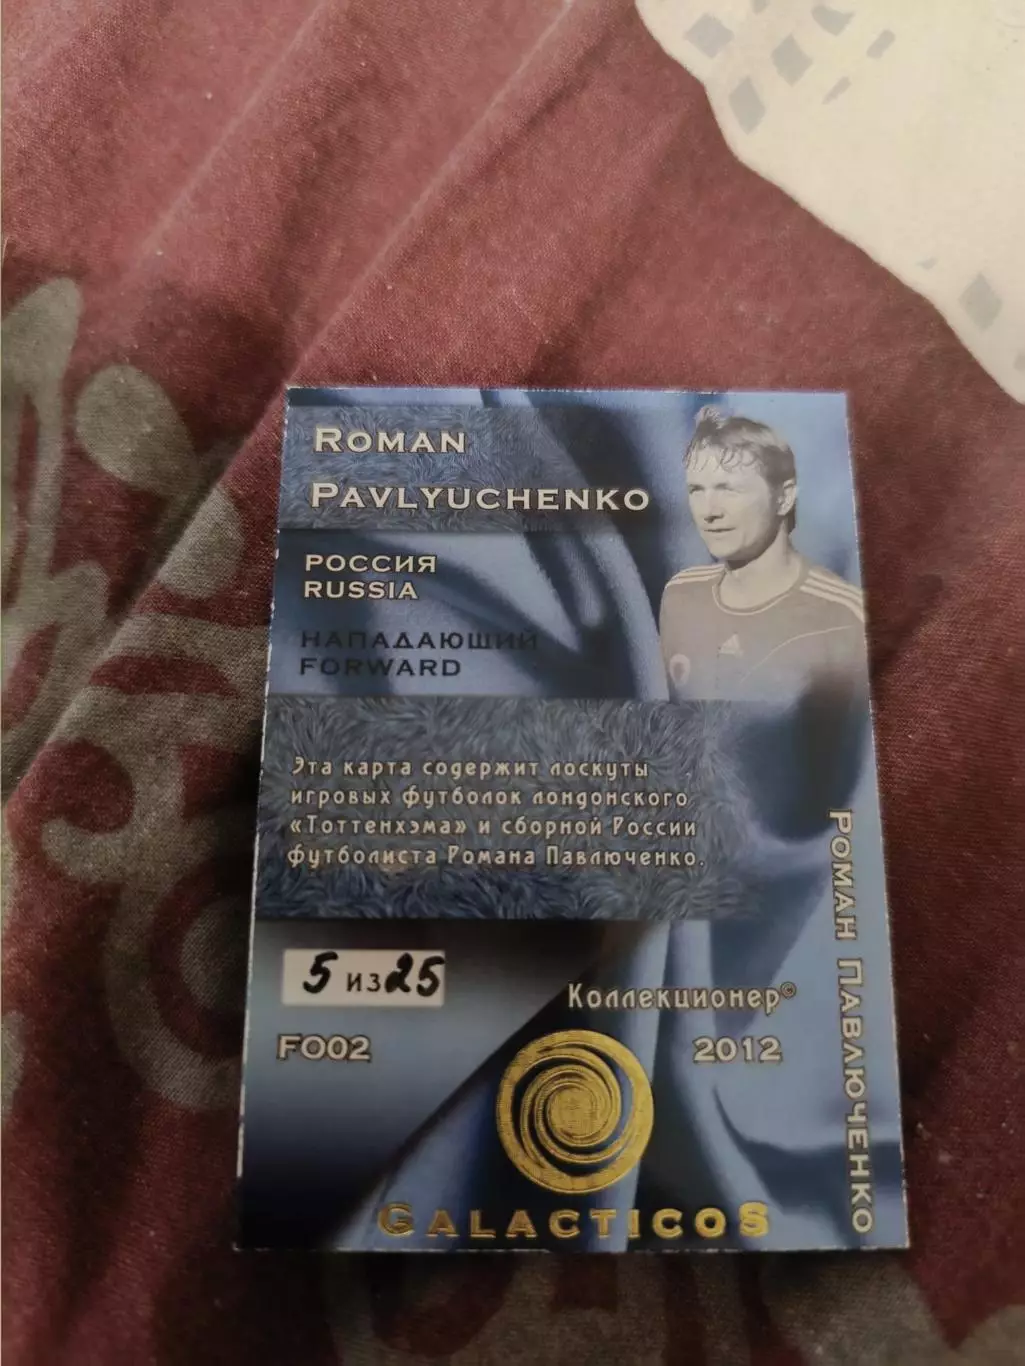 ROMAN
PAVLYUCHENKO
РОССИЯ
RUSSIA
НАПАДАЮЩИЙ
FORWARD
Эта карта содержит лоскуты
игровых футболок лондонского
«Тоттенхэма» и сборной России
футболиста Романа Павлюченко.
РОМАН ПАВЛЮЧЕНКО
5 из 25
Коллекционер©
FO02
2012
GALACTICOS